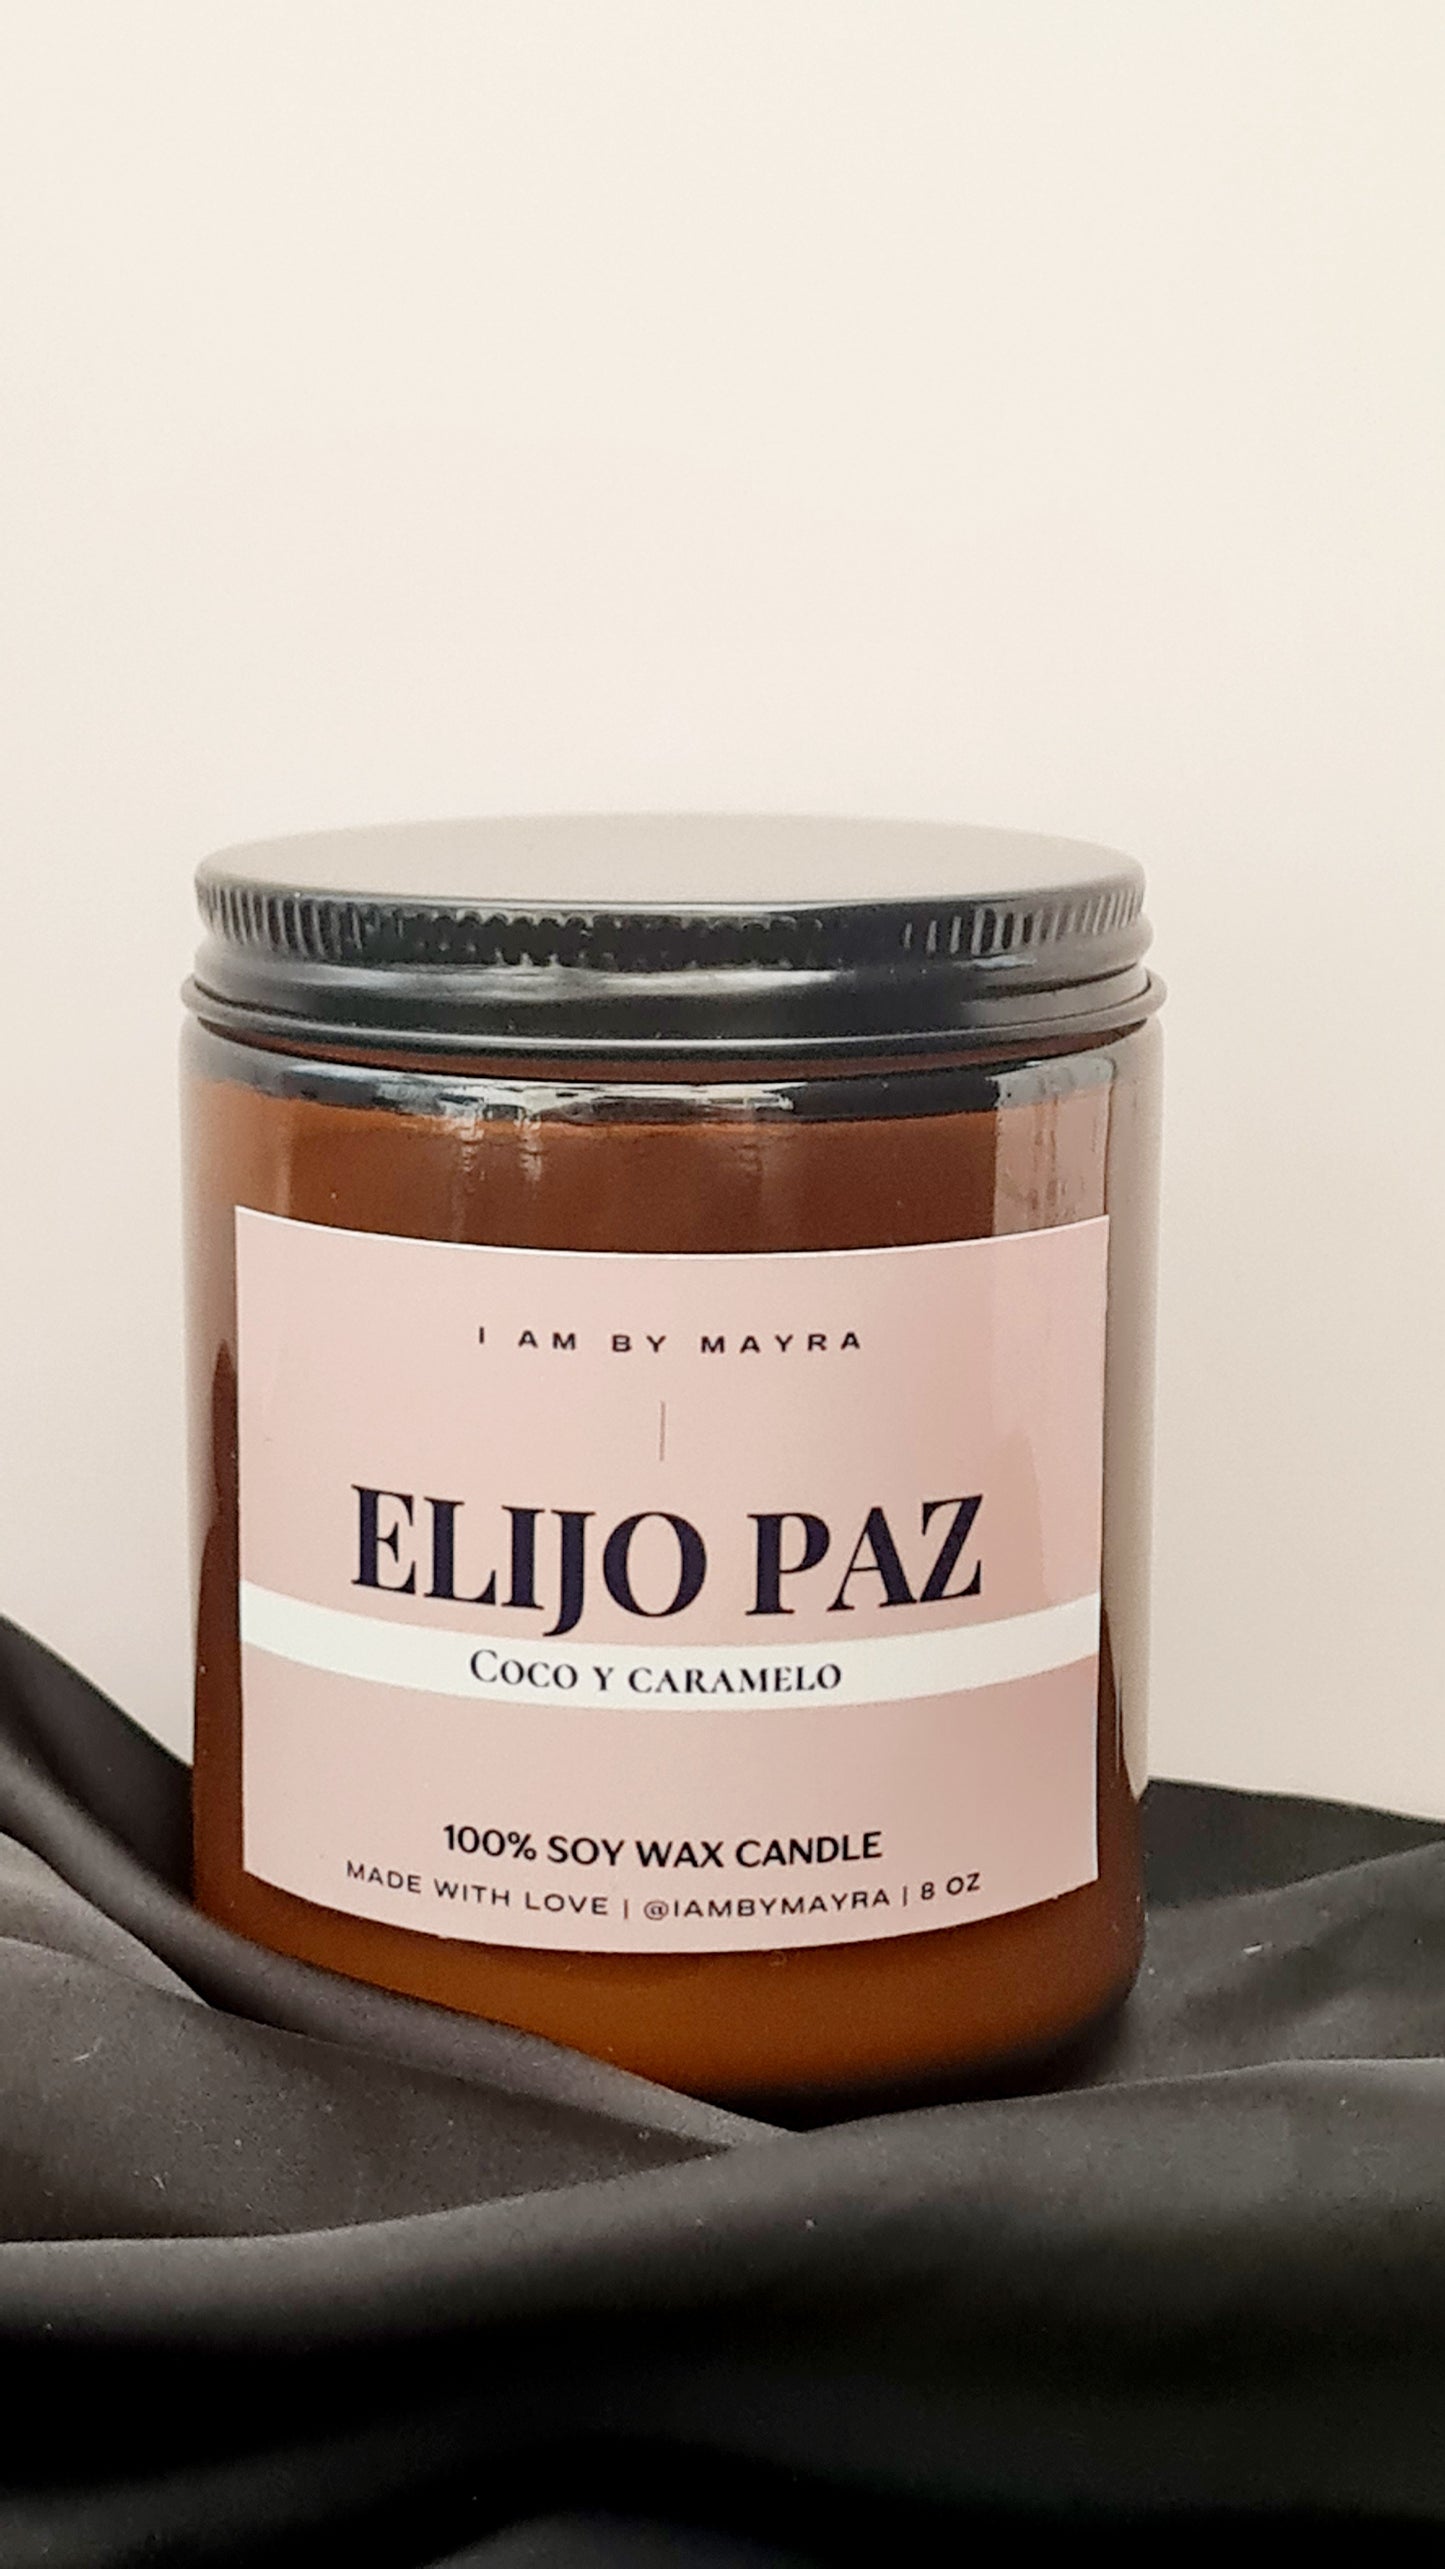 I AM BY MAYRA
ELIJO PAZ
COCO Y CARAMELO
100% SOY WAX CANDLE
MADE WITH LOVE | @IAMBYMAYRA | 8 OZ